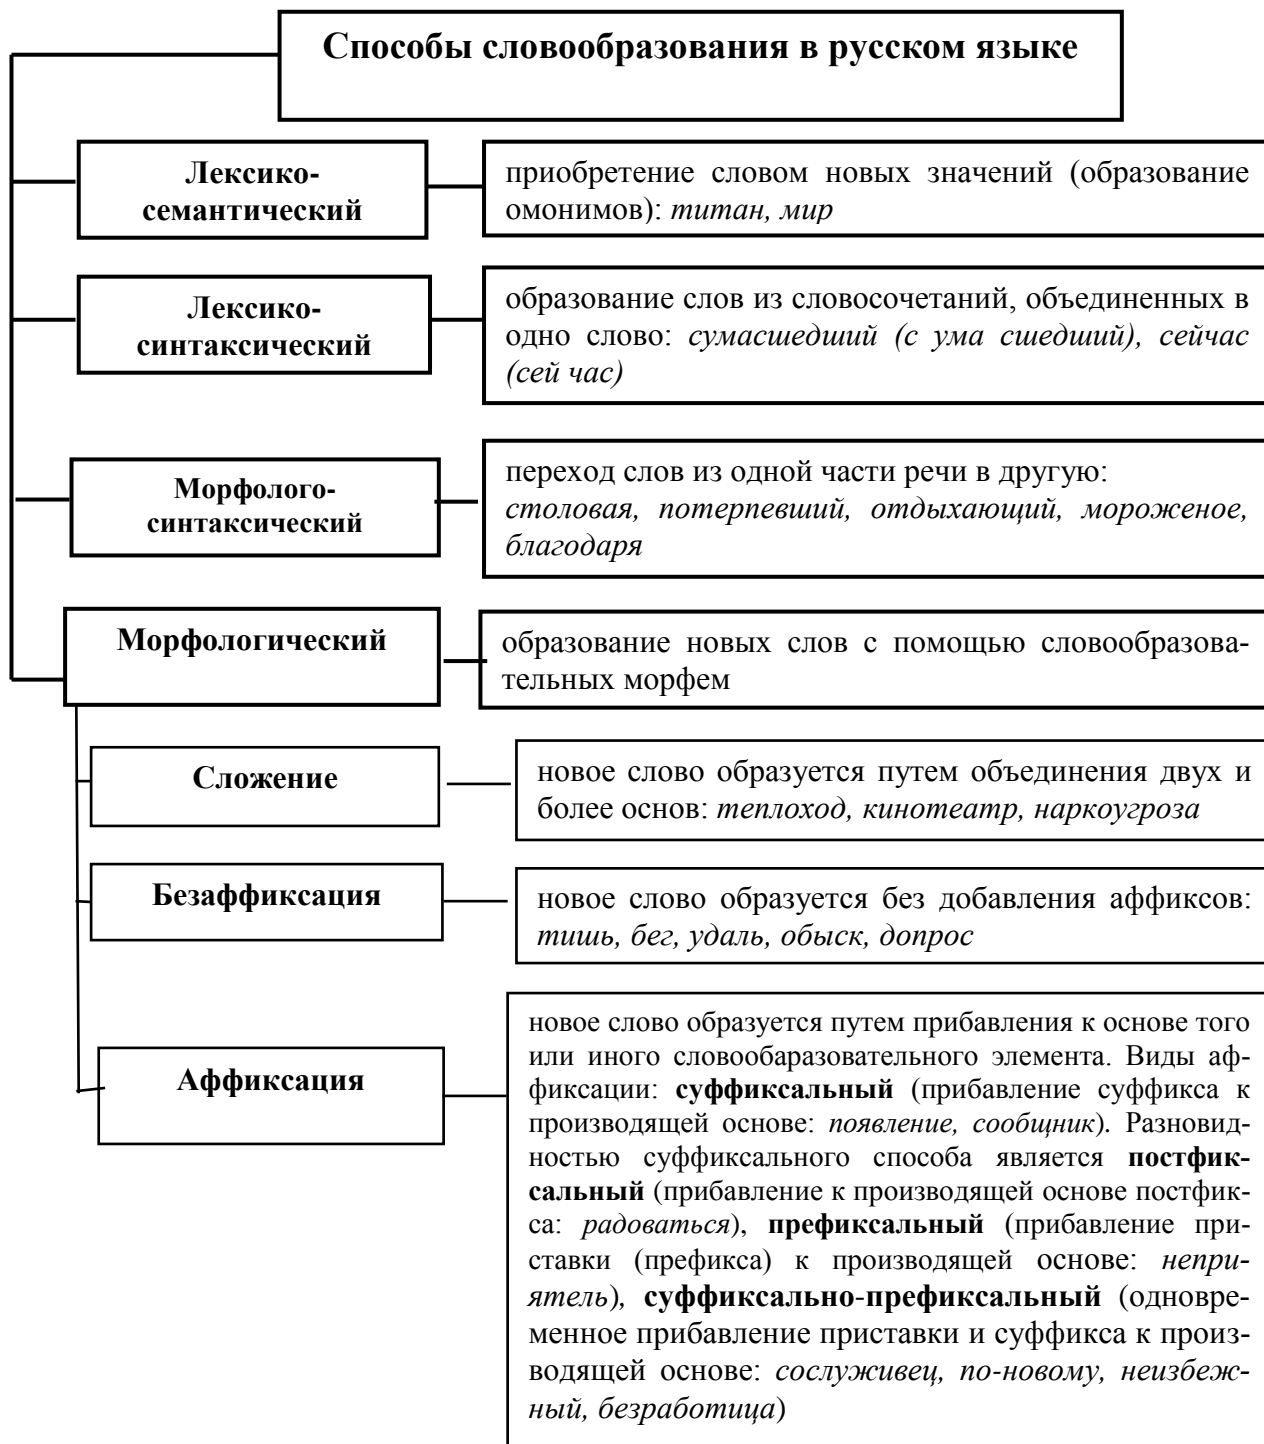 Способы словообразования в русском языке
Лексико-
семантический
приобретение словом новых значений (образование
омонимов): титан, мир
Лексико-
синтаксический
образование слов из словосочетаний, объединенных в
одно слово: сумасшедший (с ума сшедший), сейчас
(сей час)
Морфолого-
синтаксический
переход слов из одной части речи в другую:
столовая, потерпевший, отдыхающий, мороженое,
благодаря
Морфологический
образование новых слов с помощью словообразова-
тельных морфем
Сложение
новое слово образуется путем объединения двух и
более основ: теплоход, кинотеатр, наркоугроза
Безаффиксация
новое слово образуется без добавления аффиксов:
тишь, бег, удаль, обыск, допрос
Аффиксация
новое слово образуется путем прибавления к основе того
или иного словообаразовательного элемента. Виды аф-
фиксации: суффиксальный (прибавление суффикса к
производящей основе: появление, сообщник). Разновид-
ностью суффиксального способа является постфик-
сальный (прибавление к производящей основе постфик-
са: радоваться), префиксальный (прибавление при-
ставки (префикса) к производящей основе: непри-
ятель), суффиксально-префиксальный (одновре-
менное прибавление приставки и суффикса к произ-
водящей основе: сослуживец, по-новому, неизбеж-
ный, безработица)